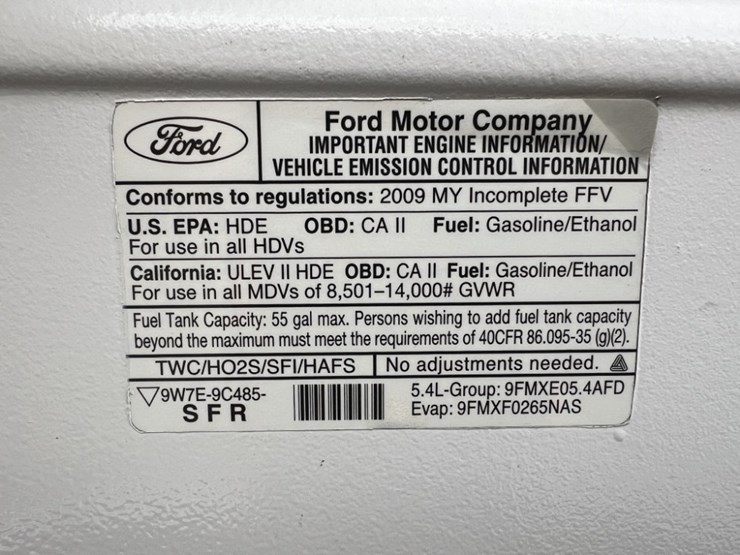 Ford
Ford Motor Company
IMPORTANT ENGINE INFORMATION/
VEHICLE EMISSION CONTROL INFORMATION
Conforms to regulations: 2009 MY Incomplete FFV
U.S. EPA: HDE OBD: CA II Fuel: Gasoline/Ethanol
For use in all HDVs
California: ULEV II HDE OBD: CA II Fuel: Gasoline/Ethanol
For use in all MDVs of 8,501–14,000# GVWR
Fuel Tank Capacity: 55 gal max. Persons wishing to add fuel tank capacity
beyond the maximum must meet the requirements of 40CFR 86.095-35 (g)(2).
TWC/HO2S/SFI/HAFS No adjustments needed.
9W7E-9C485-
SFR
5.4L-Group: 9FMXE05.4AFD
Evap: 9FMXF0265NAS